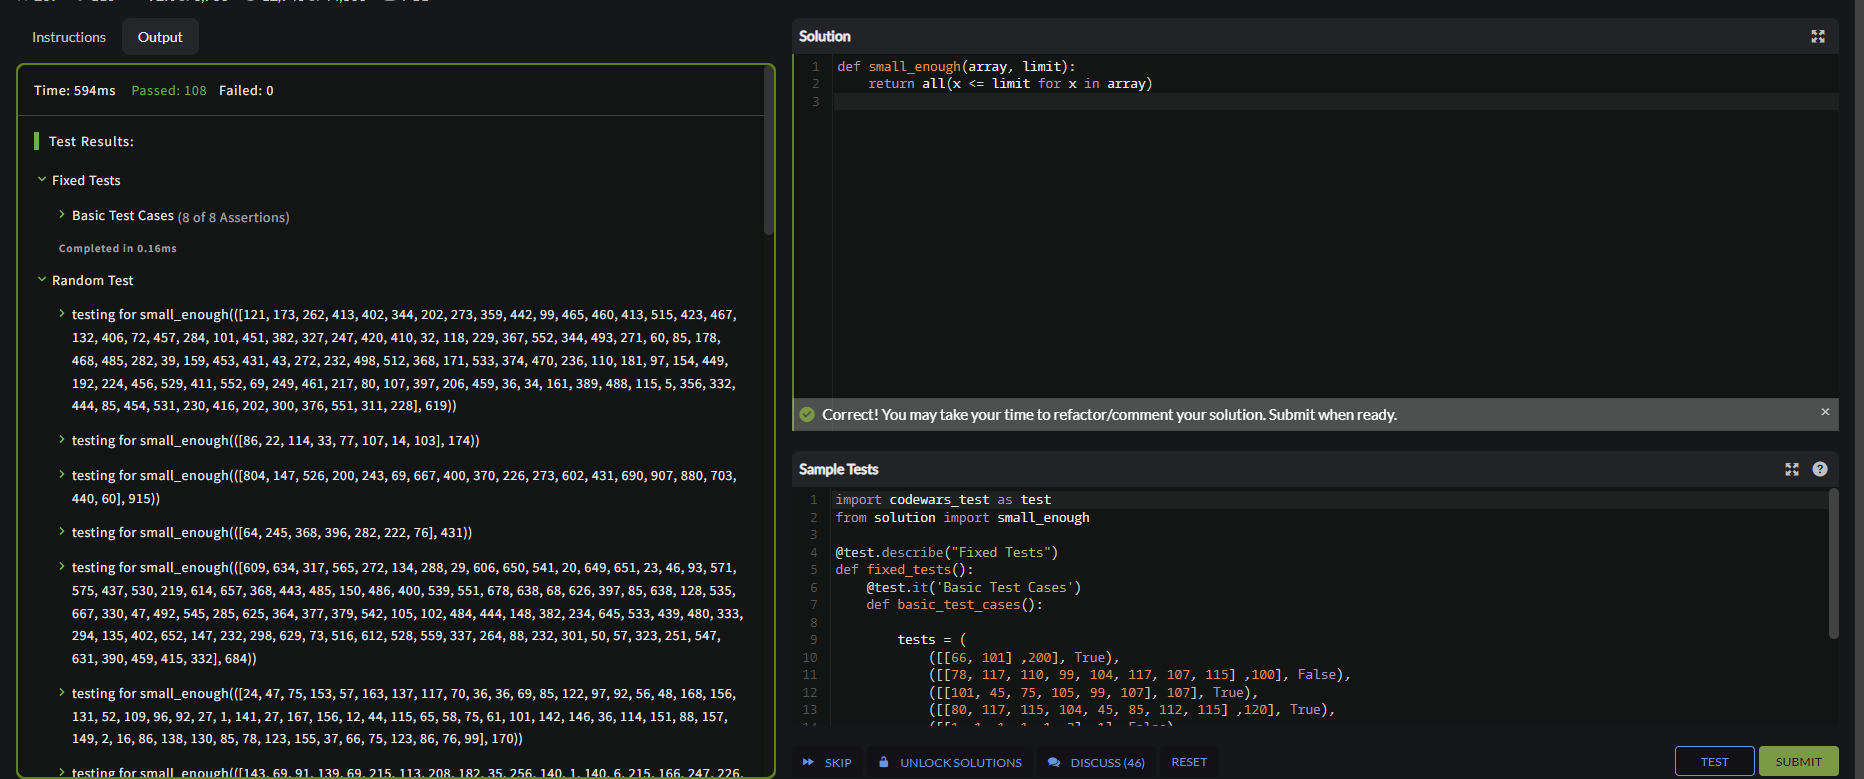 Instructions
Output
Time: 594ms Passed: 108 Failed: 0
Test Results:
Fixed Tests
Basic Test Cases (8 of 8 Assertions)
Completed in 0.16ms
Random Test
testing for small_enough(([121, 173, 262, 413, 402, 344, 202, 273, 359, 442, 99, 465, 460, 413, 515, 423, 467,
132, 406, 72, 457, 284, 101, 451, 382, 327, 247, 420, 410, 32, 118, 229, 367, 552, 344, 493, 271, 60, 85, 178,
468, 485, 282, 39, 159, 453, 431, 43, 272, 232, 498, 512, 368, 171, 533, 374, 470, 236, 110, 181, 97, 154, 449,
192, 224, 456, 529, 411, 552, 69, 249, 461, 217, 80, 107, 397, 206, 459, 36, 34, 161, 389, 488, 115, 5, 356, 332,
444, 85, 454, 531, 230, 416, 202, 300, 376, 551, 311, 228], 619))
testing for small_enough(([86, 22, 114, 33, 77, 107, 14, 103], 174))
testing for small_enough(([804, 147, 526, 200, 243, 69, 667, 400, 370, 226, 273, 602, 431, 690, 907, 880, 703,
440, 60], 915))
testing for small_enough(([64, 245, 368, 396, 282, 222, 76], 431))
testing for small_enough(([609, 634, 317, 565, 272, 134, 288, 29, 606, 650, 541, 20, 649, 651, 23, 46, 93, 571,
575, 437, 530, 219, 614, 657, 368, 443, 485, 150, 486, 400, 539, 551, 678, 638, 68, 626, 397, 85, 638, 128, 535,
667, 330, 47, 492, 545, 285, 625, 364, 377, 379, 542, 105, 102, 484, 444, 148, 382, 234, 645, 533, 439, 480, 333,
294, 135, 402, 652, 147, 232, 298, 629, 73, 516, 612, 528, 559, 337, 264, 88, 232, 301, 50, 57, 323, 251, 547,
631, 390, 459, 415, 332], 684))
testing for small_enough(([24, 47, 75, 153, 57, 163, 137, 117, 70, 36, 36, 69, 85, 122, 97, 92, 56, 48, 168, 156,
131, 52, 109, 96, 92, 27, 1, 141, 27, 167, 156, 12, 44, 115, 65, 58, 75, 61, 101, 142, 146, 36, 114, 151, 88, 157,
149, 2, 16, 86, 138, 130, 85, 78, 123, 155, 37, 66, 75, 123, 86, 76, 99], 170))
testing for small_enough(([143, 69, 91, 139, 69, 215, 113, 208, 182, 35, 256, 140, 1, 140, 6, 215, 166, 247, 226,
Solution
1 def small_enough(array, limit):
2 return all(x <= limit for x in array)
3
Correct! You may take your time to refactor/comment your solution. Submit when ready.
Sample Tests
1 import codewars_test as test
2 from solution import small_enough
3
4 @test.describe("Fixed Tests")
5 def fixed_tests():
6 @test.it('Basic Test Cases')
7 def basic_test_cases():
8
9 tests = (
10 ([[66, 101] ,200], True),
11 ([[78, 117, 110, 99, 104, 117, 107, 115] ,100], False),
12 ([[101, 45, 75, 105, 99, 107], 107], True),
13 ([[80, 117, 115, 104, 45, 85, 112, 115] ,120], True),
SKIP
UNLOCK SOLUTIONS
DISCUSS (46)
RESET
TEST
SUBMIT